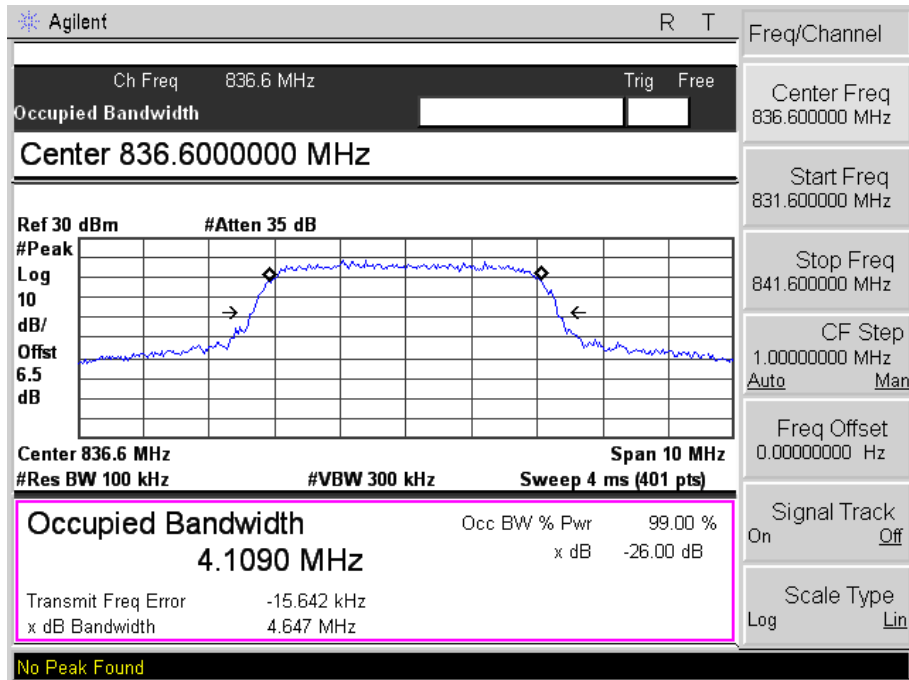 Agilent R T
Freq/Channel
Ch Freq 836.6 MHz Trig Free
Occupied Bandwidth
Center 836.6000000 MHz
Center Freq
836.600000 MHz
Start Freq
831.600000 MHz
Stop Freq
841.600000 MHz
CF Step
1.00000000 MHz
Auto Man
Freq Offset
0.00000000 Hz
Signal Track
On Off
Scale Type
Log Lin
Ref 30 dBm #Atten 35 dB
#Peak
Log
10
dB/
Offst
6.5
dB
Center 836.6 MHz Span 10 MHz
#Res BW 100 kHz #VBW 300 kHz Sweep 4 ms (401 pts)
Occupied Bandwidth Occ BW % Pwr 99.00 %
4.1090 MHz x dB -26.00 dB
Transmit Freq Error -15.642 kHz
x dB Bandwidth 4.647 MHz
No Peak Found